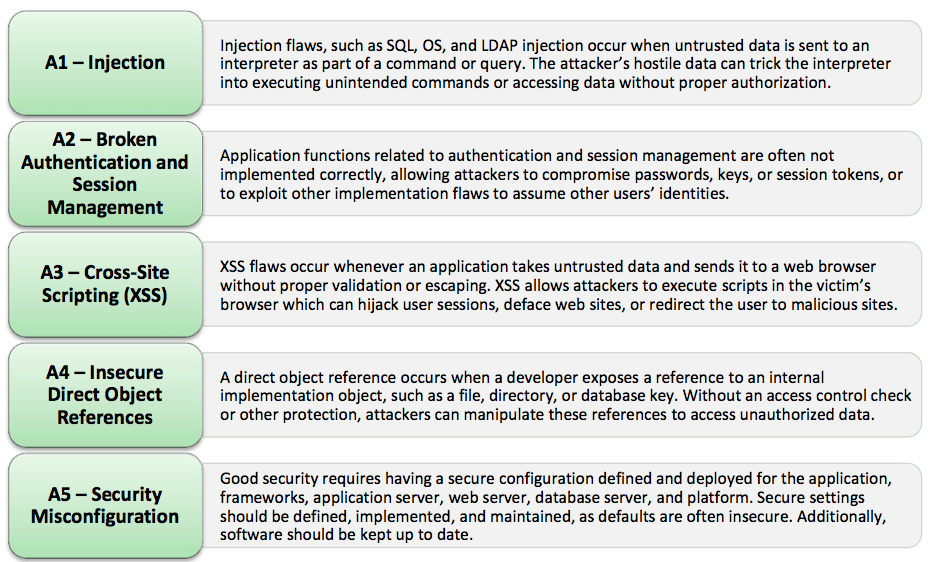 A1 – Injection
Injection flaws, such as SQL, OS, and LDAP injection occur when untrusted data is sent to an
interpreter as part of a command or query. The attacker’s hostile data can trick the interpreter
into executing unintended commands or accessing data without proper authorization.
A2 – Broken
Authentication and
Session
Management
Application functions related to authentication and session management are often not
implemented correctly, allowing attackers to compromise passwords, keys, or session tokens, or
to exploit other implementation flaws to assume other users’ identities.
A3 – Cross-Site
Scripting (XSS)
XSS flaws occur whenever an application takes untrusted data and sends it to a web browser
without proper validation or escaping. XSS allows attackers to execute scripts in the victim’s
browser which can hijack user sessions, deface web sites, or redirect the user to malicious sites.
A4 – Insecure
Direct Object
References
A direct object reference occurs when a developer exposes a reference to an internal
implementation object, such as a file, directory, or database key. Without an access control check
or other protection, attackers can manipulate these references to access unauthorized data.
A5 – Security
Misconfiguration
Good security requires having a secure configuration defined and deployed for the application,
frameworks, application server, web server, database server, and platform. Secure settings
should be defined, implemented, and maintained, as defaults are often insecure. Additionally,
software should be kept up to date.